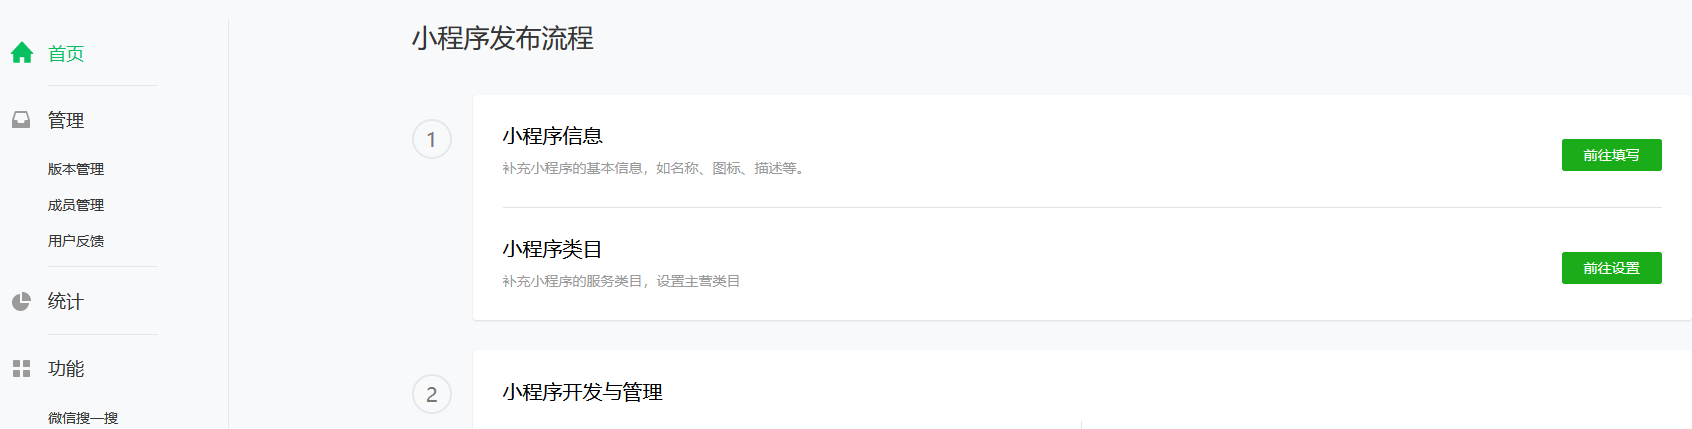 首页
管理
版本管理
成员管理
用户反馈
统计
功能
微信搜一搜
小程序发布流程
1
小程序信息
补充小程序的基本信息，如名称、图标、描述等。
前往填写
小程序类目
补充小程序的服务类目，设置主营类目
前往设置
2
小程序开发与管理